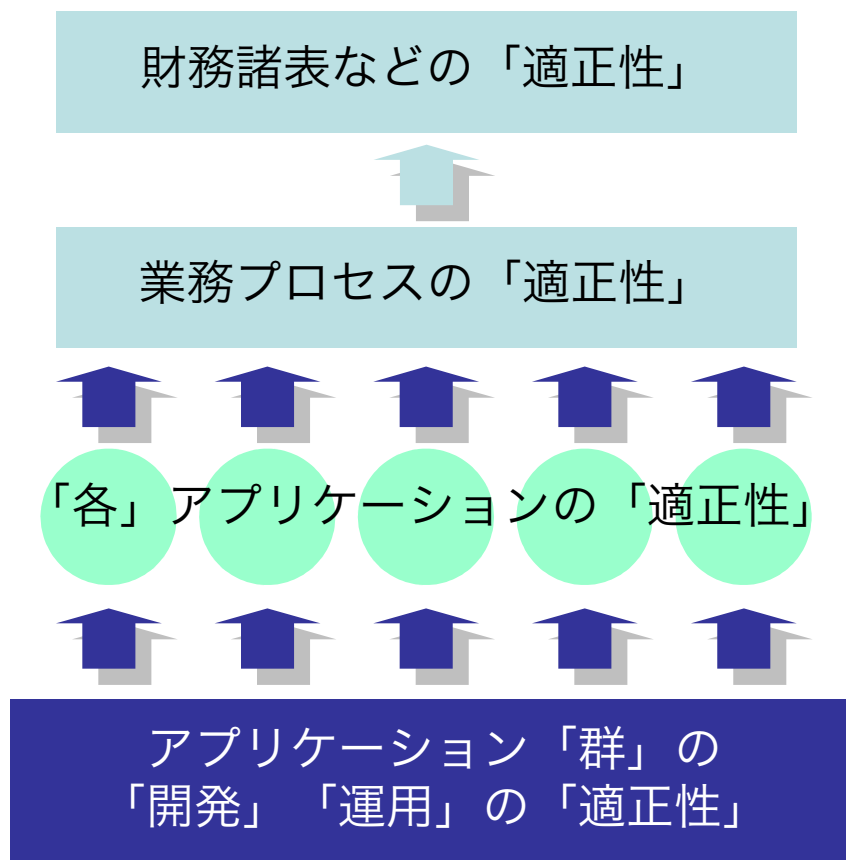 財務諸表などの「適正性」
業務プロセスの「適正性」
「各」アプリケーションの「適正性」
アプリケーション「群」の
「開発」「運用」の「適正性」